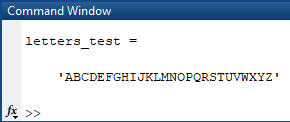 Command Window
letters_test =
'ABCDEFGHIJKLMNOPQRSTUVWXYZ'
fx >>